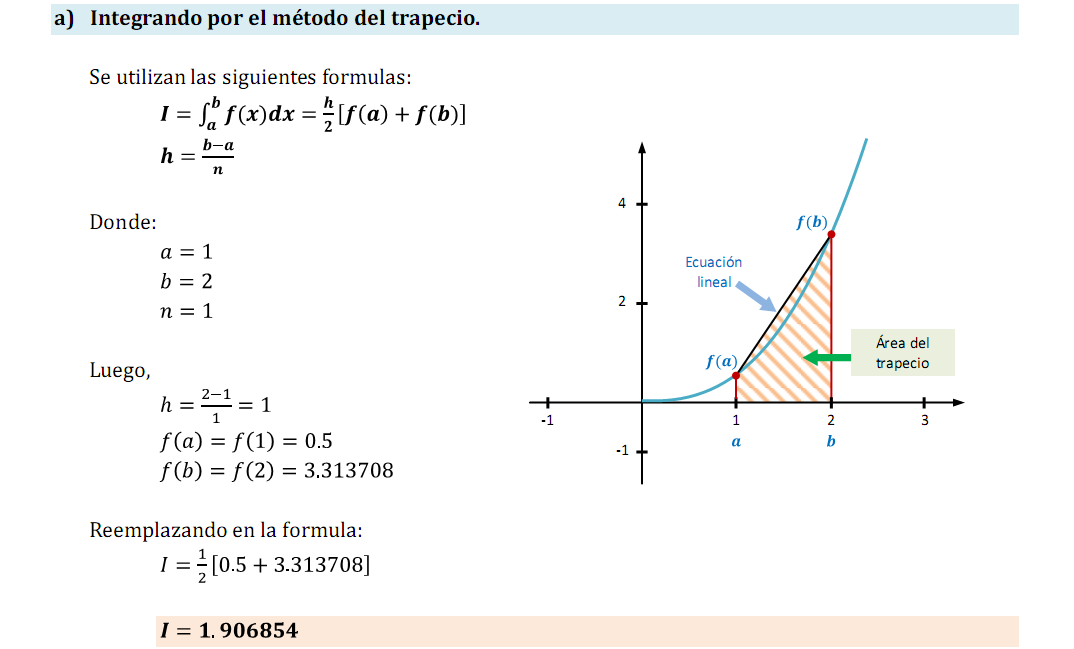 a) Integrando por el método del trapecio.
Se utilizan las siguientes formulas:
I = ∫ₐᵇ f(x)dx = h/2 [f(a) + f(b)]
h = b−a/n
Donde:
a = 1
b = 2
n = 1
Luego,
h = 2−1/1 = 1
f(a) = f(1) = 0.5
f(b) = f(2) = 3.313708
Reemplazando en la formula:
I = 1/2 [0.5 + 3.313708]
I = 1.906854
4
f(b)
Ecuación
lineal
2
f(a)
Área del
trapecio
-1
1
2
3
a
b
-1